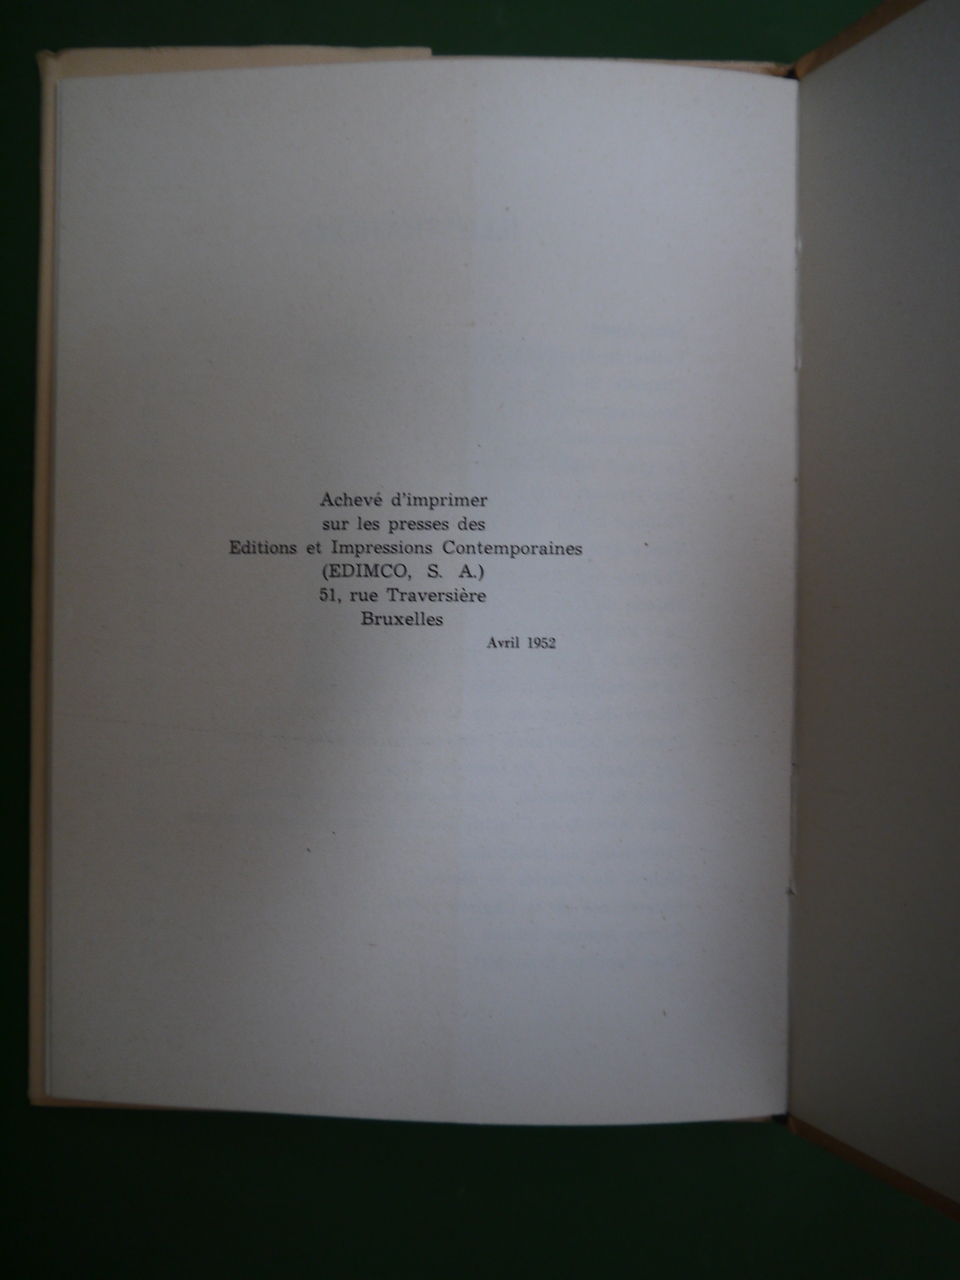 Achevé d'imprimer
sur les presses des
Editions et Impressions Contemporaines
(EDIMCO, S. A.)
51, rue Traversière
Bruxelles
Avril 1952